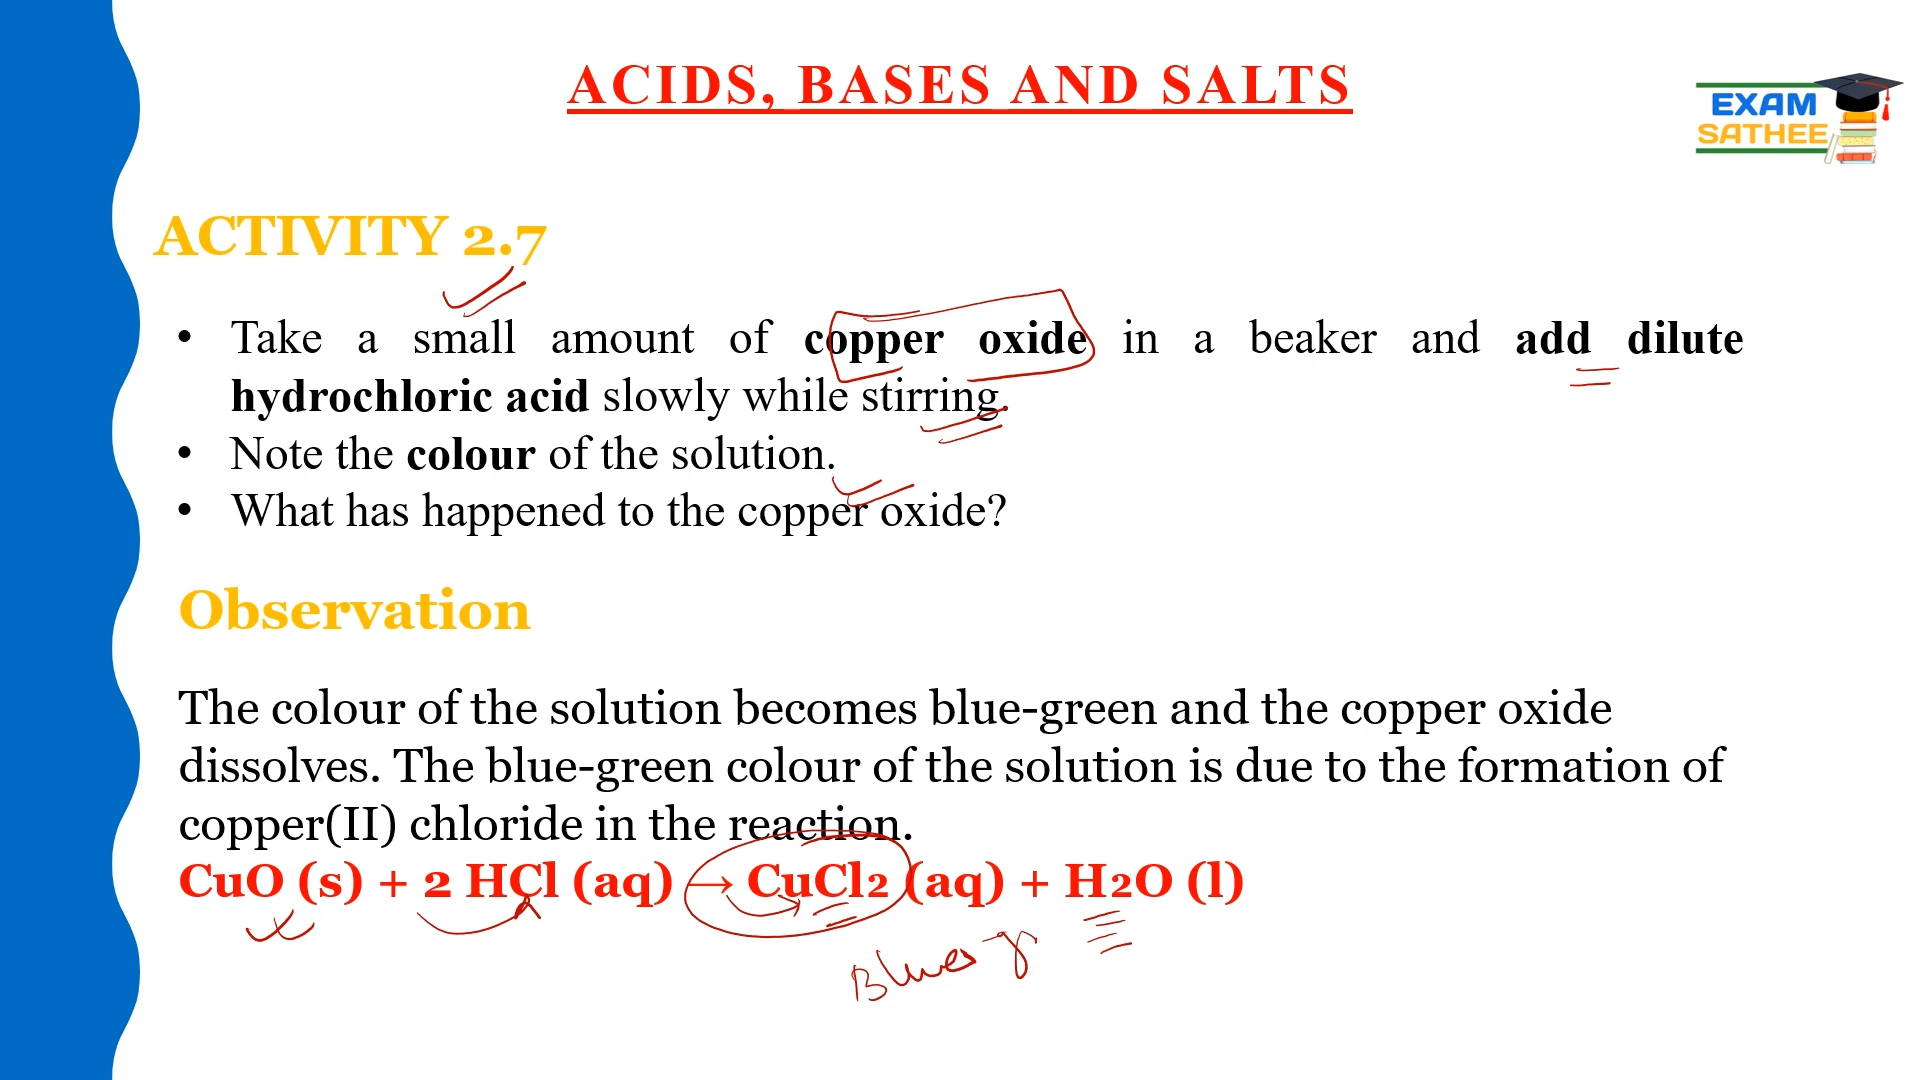 ACIDS, BASES AND SALTS
EXAM
SATHEE
ACTIVITY 2.7
• Take a small amount of copper oxide in a beaker and add dilute
hydrochloric acid slowly while stirring.
• Note the colour of the solution.
• What has happened to the copper oxide?
Observation
The colour of the solution becomes blue-green and the copper oxide
dissolves. The blue-green colour of the solution is due to the formation of
copper(II) chloride in the reaction.
CuO (s) + 2 HCl (aq) → CuCl2 (aq) + H2O (l)